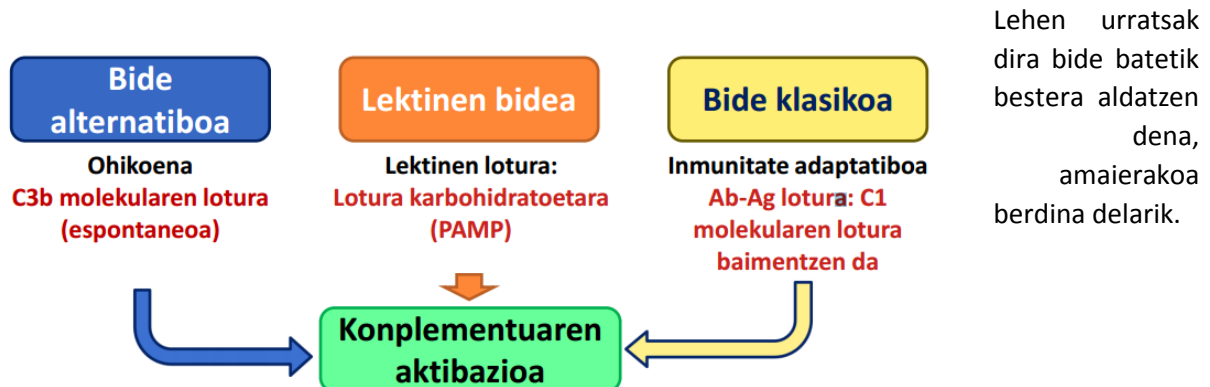 Bide
alternatiboa
Ohikoena
C3b molekularen lotura
(espontaneoa)
Lektinen bidea
Lektinen lotura:
Lotura karbohidratoetara
(PAMP)
Bide klasikoa
Inmunitate adaptatiboa
Ab-Ag lotura: C1
molekularen lotura
baimentzen da
Konplementuaren
aktibazioa
Lehen urratsak
dira bide batetik
bestera aldatzen
dena,
amaierakoa
berdina delarik.